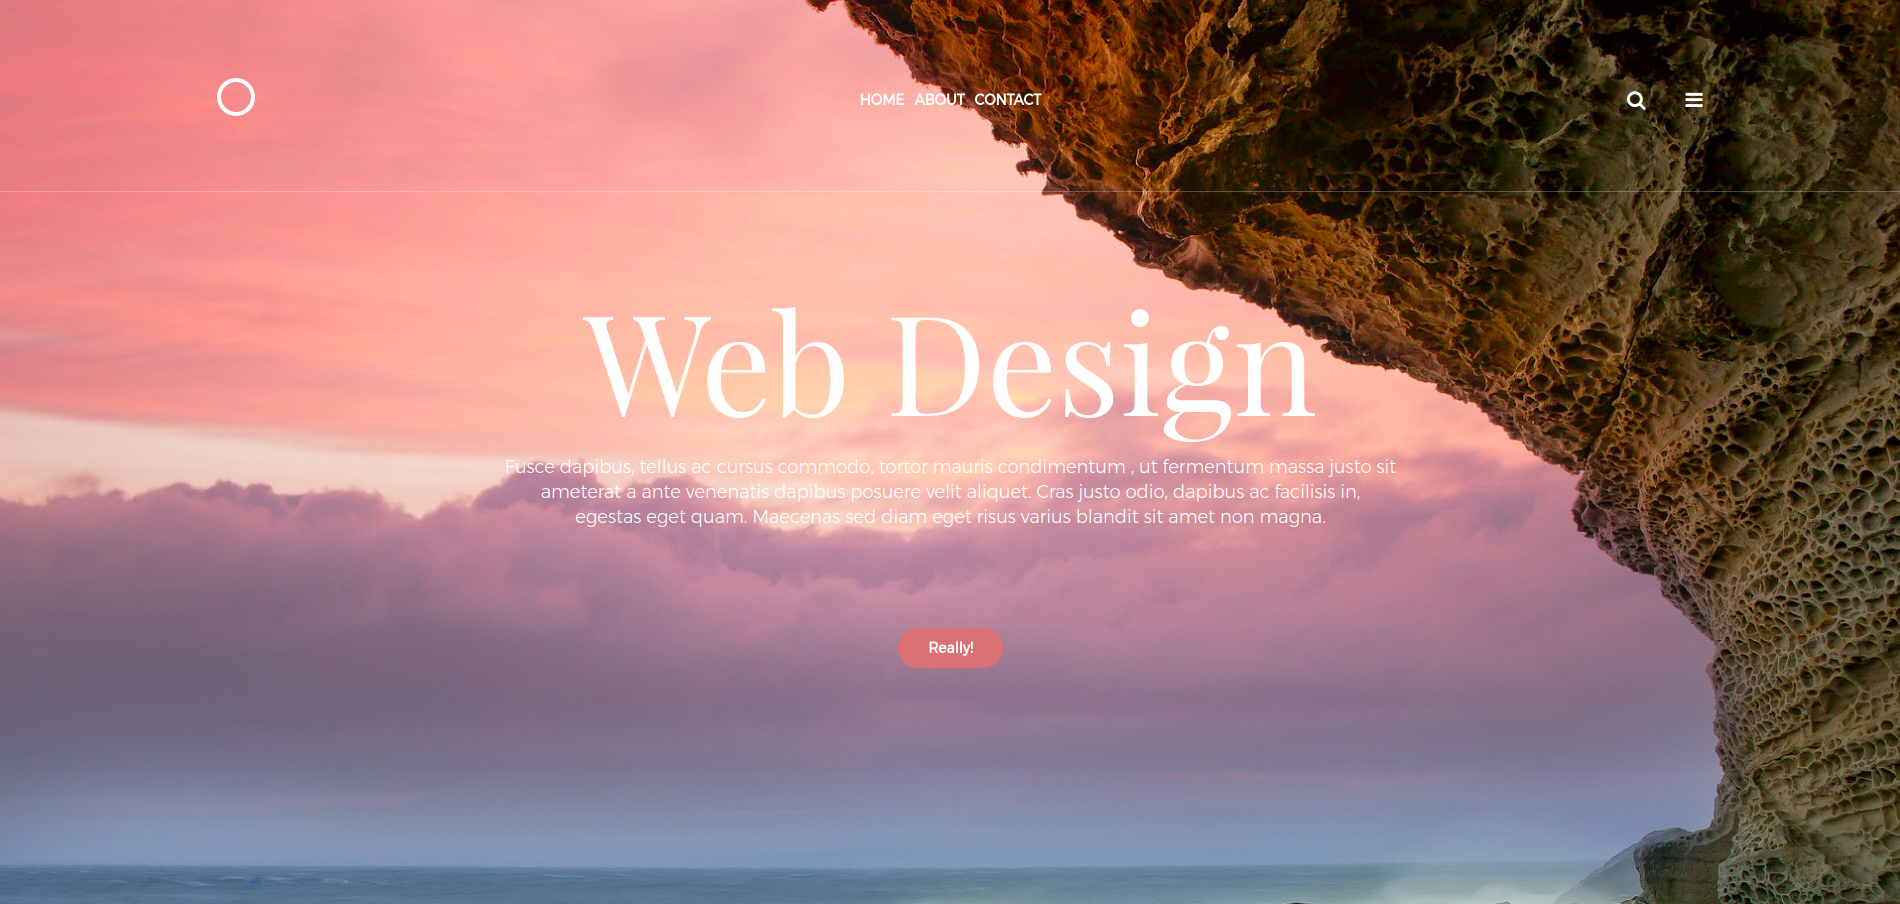 HOME ABOUT CONTACT
Web Design
Fusce dapibus, tellus ac cursus commodo, tortor mauris condimentum , ut fermentum massa justo sit
ameterat a ante venenatis dapibus posuere velit aliquet. Cras justo odio, dapibus ac facilisis in,
egestas eget quam. Maecenas sed diam eget risus varius blandit sit amet non magna.
Really!